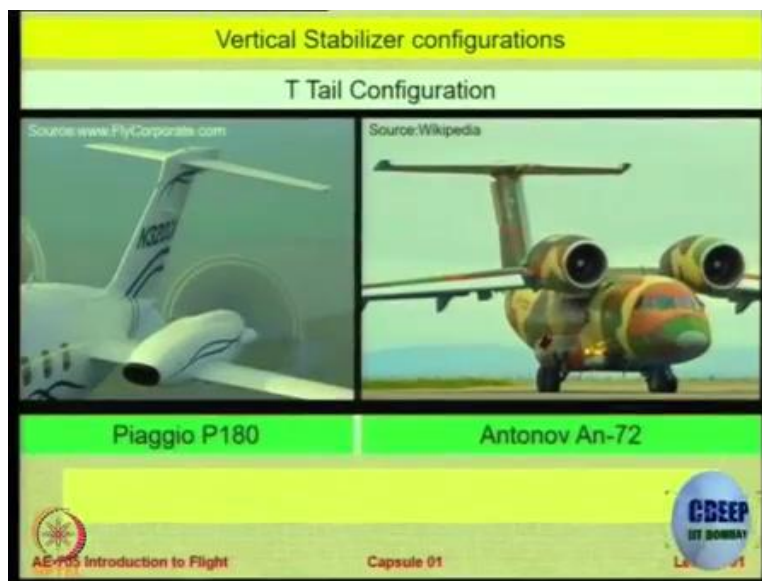 Vertical Stabilizer configurations
T Tail Configuration
Source:www.FlyCorporate.com
Source:Wikipedia
Piaggio P180
Antonov An-72
CDEEP
IIT BOMBAY
Introduction to Flight
Capsule 01